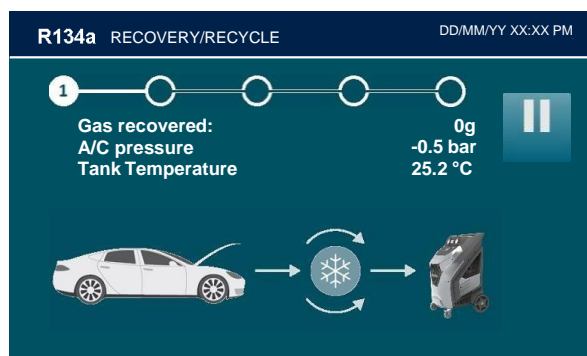 R134a RECOVERY/RECYCLE DD/MM/YY XX:XX PM
1
Gas recovered: 0g
A/C pressure -0.5 bar
Tank Temperature 25.2 °C